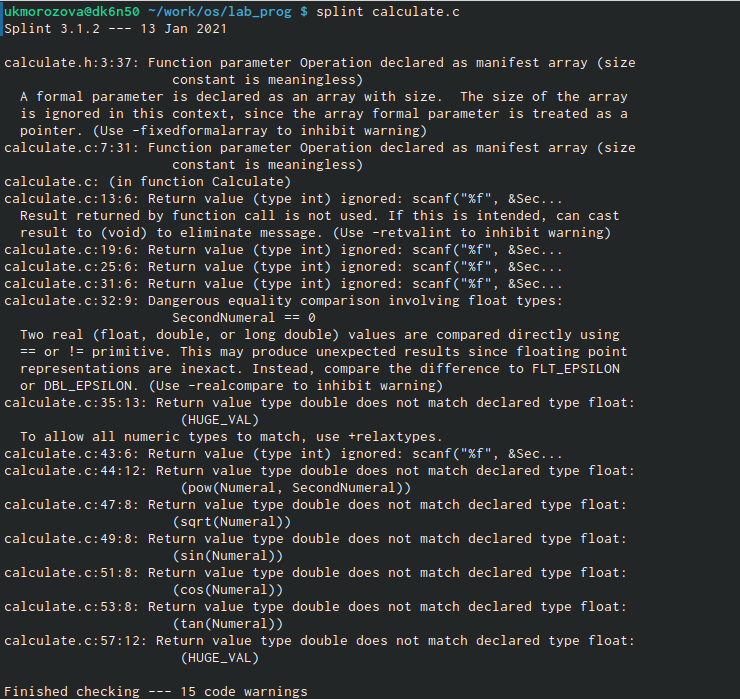 ukmorozova@dk6n50 ~/work/os/lab_prog $ splint calculate.c
Splint 3.1.2 --- 13 Jan 2021

calculate.h:3:37: Function parameter Operation declared as manifest array (size
                     constant is meaningless)
  A formal parameter is declared as an array with size.  The size of the array
  is ignored in this context, since the array formal parameter is treated as a
  pointer. (Use -fixedformalarray to inhibit warning)
calculate.c:7:31: Function parameter Operation declared as manifest array (size
                     constant is meaningless)
calculate.c: (in function Calculate)
calculate.c:13:6: Return value (type int) ignored: scanf("%f", &Sec...
  Result returned by function call is not used. If this is intended, can cast
  result to (void) to eliminate message. (Use -retvalint to inhibit warning)
calculate.c:19:6: Return value (type int) ignored: scanf("%f", &Sec...
calculate.c:25:6: Return value (type int) ignored: scanf("%f", &Sec...
calculate.c:31:6: Return value (type int) ignored: scanf("%f", &Sec...
calculate.c:32:9: Dangerous equality comparison involving float types:
                     SecondNumeral == 0
  Two real (float, double, or long double) values are compared directly using
  == or != primitive. This may produce unexpected results since floating point
  representations are inexact. Instead, compare the difference to FLT_EPSILON
  or DBL_EPSILON. (Use -realcompare to inhibit warning)
calculate.c:35:13: Return value type double does not match declared type float:
                      (HUGE_VAL)
  To allow all numeric types to match, use +relaxtypes.
calculate.c:43:6: Return value (type int) ignored: scanf("%f", &Sec...
calculate.c:44:12: Return value type double does not match declared type float:
                      (pow(Numeral, SecondNumeral))
calculate.c:47:8: Return value type double does not match declared type float:
                     (sqrt(Numeral))
calculate.c:49:8: Return value type double does not match declared type float:
                     (sin(Numeral))
calculate.c:51:8: Return value type double does not match declared type float:
                     (cos(Numeral))
calculate.c:53:8: Return value type double does not match declared type float:
                     (tan(Numeral))
calculate.c:57:12: Return value type double does not match declared type float:
                      (HUGE_VAL)

Finished checking --- 15 code warnings